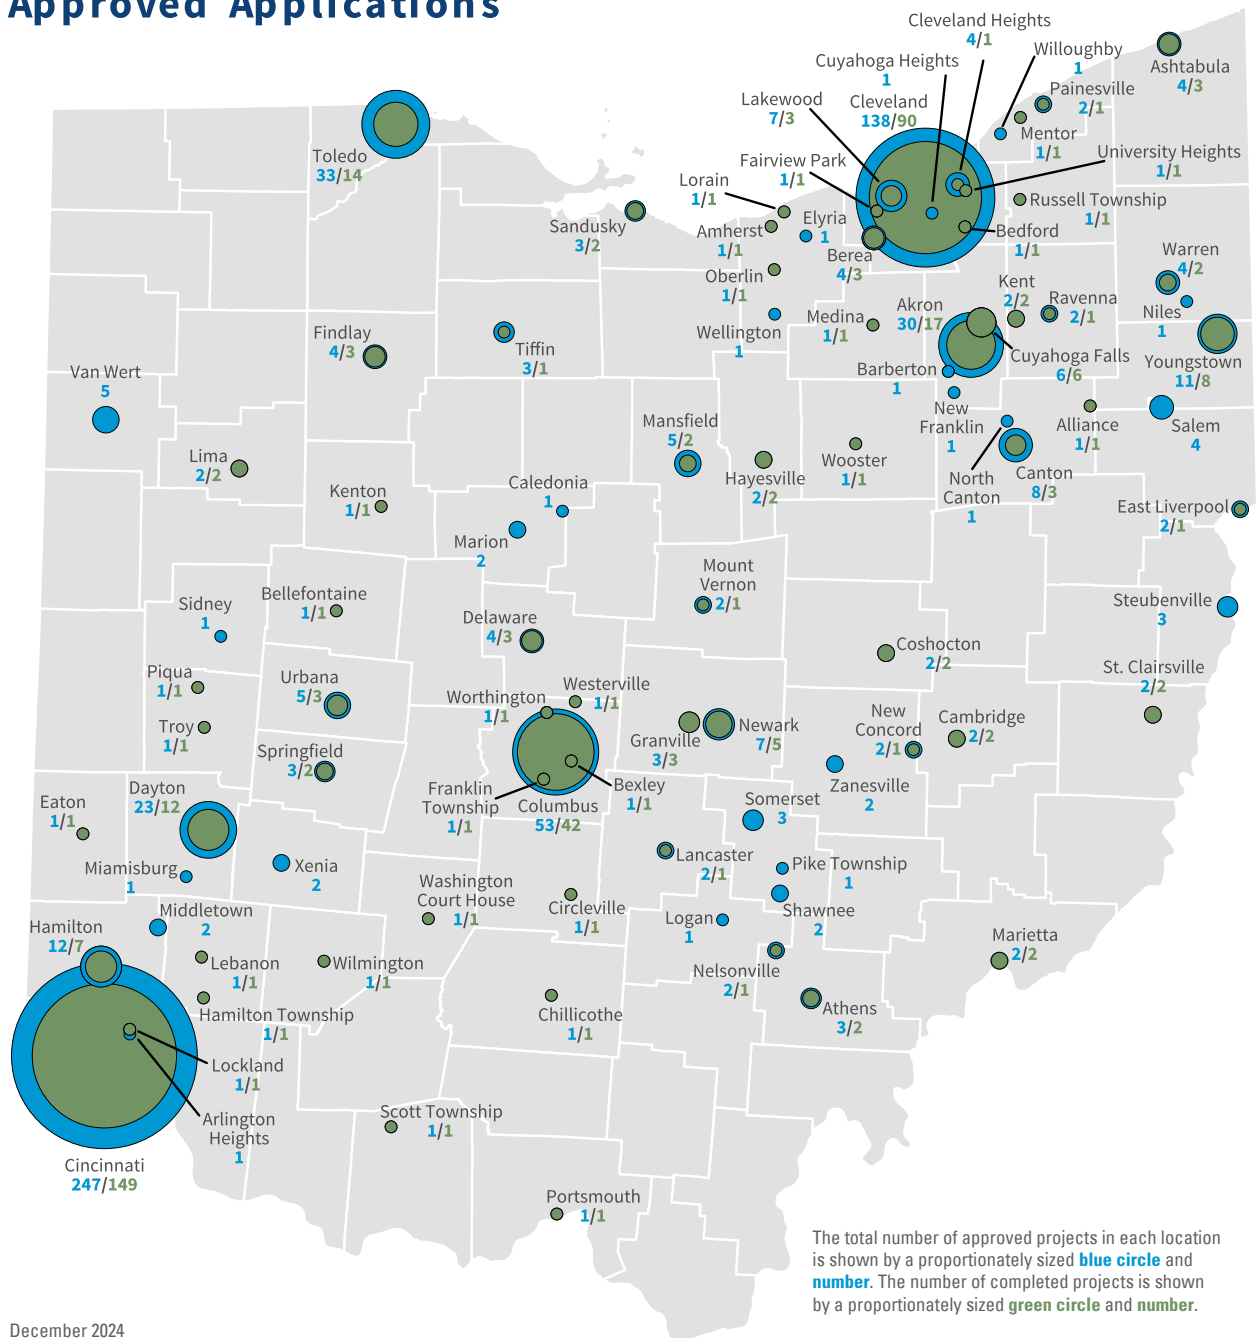 Approved Applications
Cleveland Heights
4/1
Willoughby
1
Ashtabula
4/3
Cuyahoga Heights
1
Painesville
2/1
Lakewood
7/3
Cleveland
138/90
Mentor
1/1
Toledo
33/14
Fairview Park
1/1
University Heights
1/1
Lorain
1/1
Russell Township
1/1
Sandusky
3/2
Amherst
1/1
Elyria
1
Bedford
1/1
Berea
4/3
Warren
4/2
Oberlin
1/1
Kent
2/2
Ravenna
2/1
Niles
1
Findlay
4/3
Tiffin
3/1
Wellington
1
Medina
1/1
Akron
30/17
Cuyahoga Falls
6/6
Youngstown
11/8
Van Wert
5
Barberton
1
New
Franklin
1
Alliance
1/1
Salem
4
Mansfield
5/2
Lima
2/2
Hayesville
2/2
Wooster
1/1
North
Canton
1
Canton
8/3
Kenton
1/1
Caledonia
1
East Liverpool
2/1
Marion
2
Mount
Vernon
2/1
Sidney
1
Bellefontaine
1/1
Steubenville
3
Delaware
4/3
Coshocton
2/2
St. Clairsville
2/2
Piqua
1/1
Urbana
5/3
Worthington
1/1
Westerville
1/1
Troy
1/1
Granville
3/3
Newark
7/5
New
Concord
2/1
Cambridge
2/2
Springfield
3/2
Zanesville
2
Dayton
23/12
Franklin
Township
1/1
Columbus
53/42
Bexley
1/1
Somerset
3
Eaton
1/1
Miamisburg
1
Xenia
2
Lancaster
2/1
Pike Township
1
Washington
Court House
1/1
Circleville
1/1
Shawnee
2
Middletown
2
Logan
1
Hamilton
12/7
Marietta
2/2
Lebanon
1/1
Wilmington
1/1
Nelsonville
2/1
Hamilton Township
1/1
Chillicothe
1/1
Athens
3/2
Lockland
1/1
Arlington
Heights
1
Scott Township
1/1
Cincinnati
247/149
Portsmouth
1/1
The total number of approved projects in each location
is shown by a proportionately sized blue circle and
number. The number of completed projects is shown
by a proportionately sized green circle and number.
December 2024